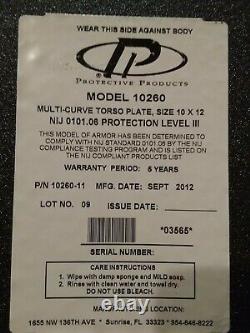 WEAR THIS SIDE AGAINST BODY
PP
PROTECTIVE PRODUCTS
MODEL 10260
MULTI-CURVE TORSO PLATE, SIZE 10 X 12
NIJ 0101.06 PROTECTION LEVEL III
THIS MODEL OF ARMOR HAS BEEN DETERMINED TO
COMPLY WITH NIJ STANDARD 0101.06 BY THE NIJ
COMPLIANCE TESTING PROGRAM AND IS LISTED ON
THE NIJ COMPLIANT PRODUCTS LIST
WARRANTY PERIOD: 5 YEARS
P/N 10260-11 MFG. DATE: SEPT 2012
LOT NO. 09 ISSUE DATE:
*03565*
SERIAL NUMBER:
CARE INSTRUCTIONS
1. Wipe with damp sponge and MILD soap.
2. Rinse with clean water and towel dry.
DO NOT USE BLEACH.
LOCATION:
1655 NW 136TH AVE * Sunrise, FL 33323 * 954-846-8222